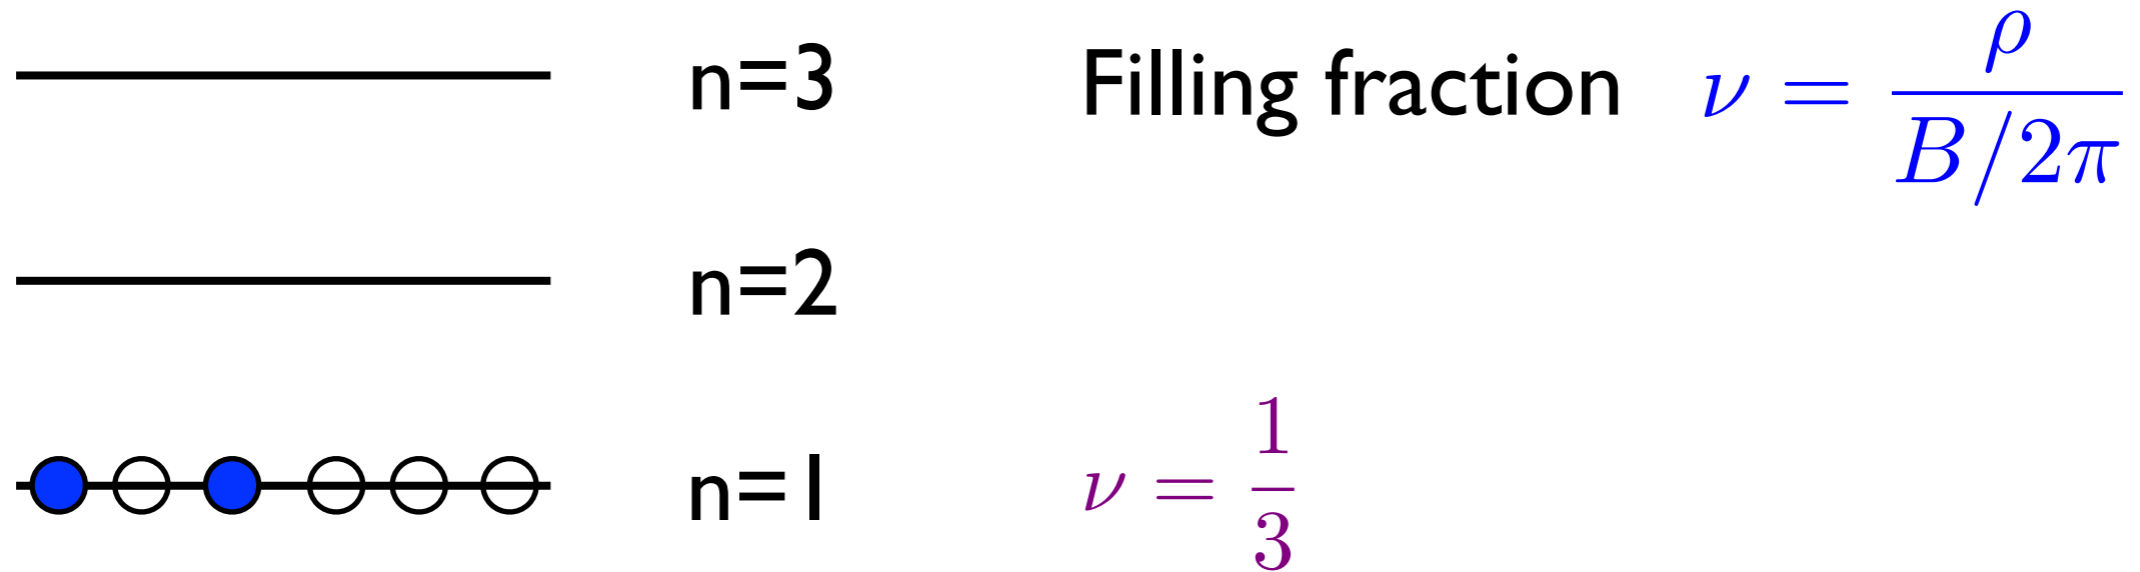 n=3 Filling fraction ν = ρ / B/2π
n=2
n=1 ν = 1/3